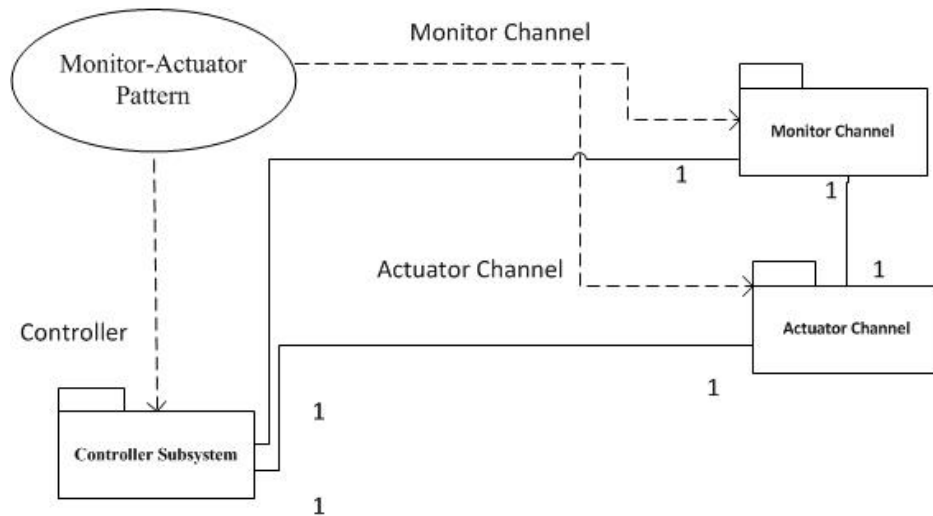 Monitor Channel
Monitor-Actuator
Pattern
Monitor Channel
1
1
Actuator Channel
1
Controller
Actuator Channel
1
1
Controller Subsystem
1